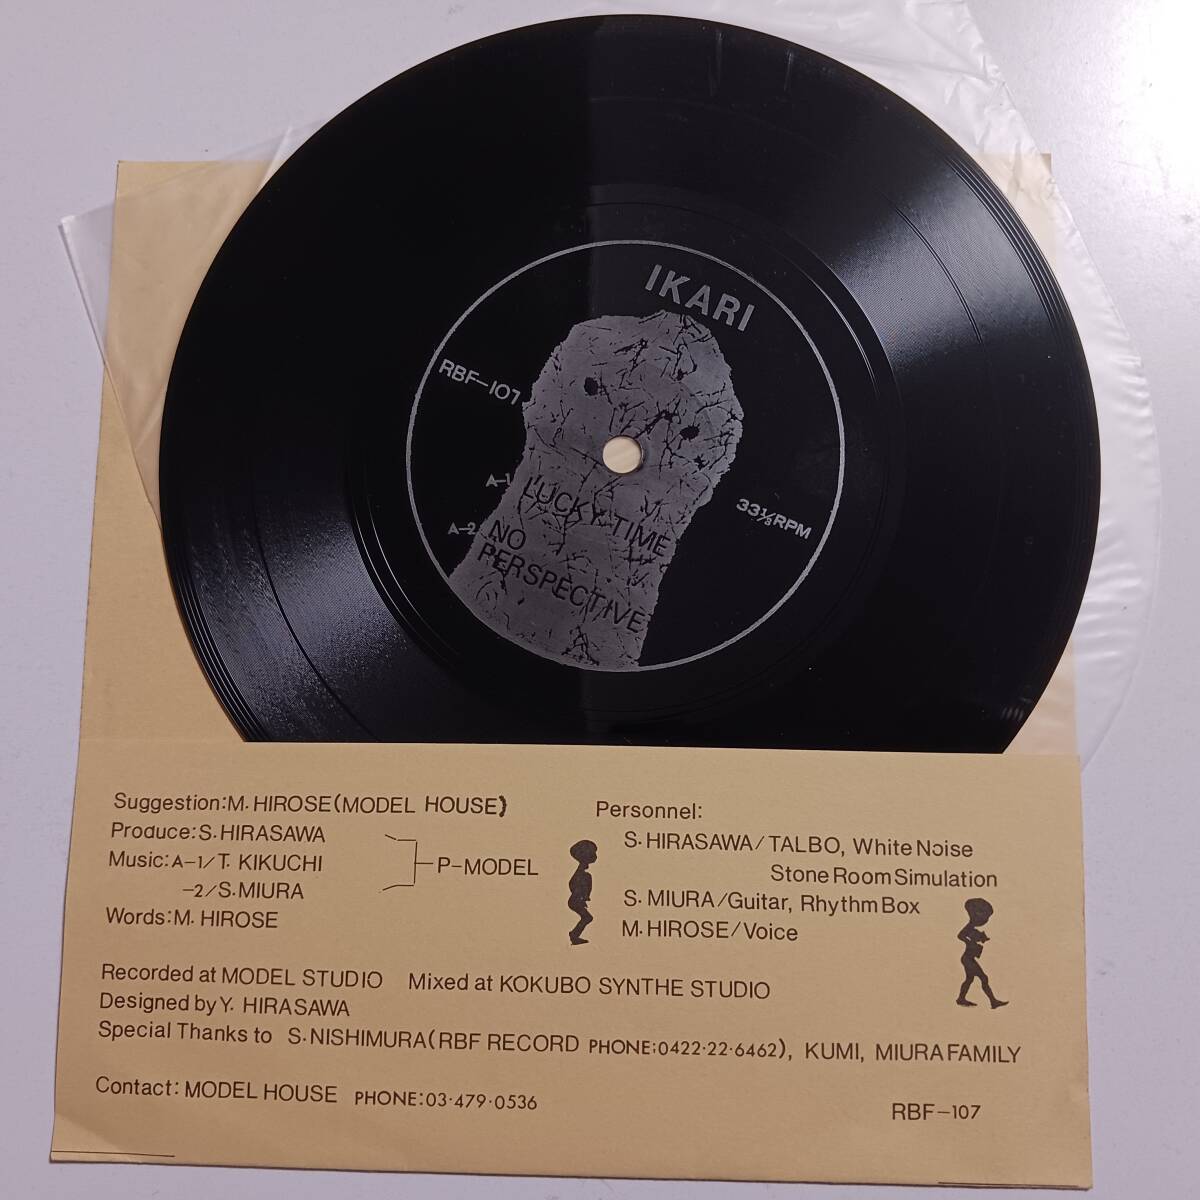 IKARI
RBF-107
A-1 LUCKY TIME
A-2 NO
PERSPECTIVE
33⅓RPM
Suggestion:M.HIROSE(MODEL HOUSE)
Produce:S.HIRASAWA
Music:A-1/T.KIKUCHI
-2/S.MIURA
P-MODEL
Words:M.HIROSE
Personnel:
S.HIRASAWA/TALBO, White Noise
Stone Room Simulation
S.MIURA/Guitar, Rhythm Box
M.HIROSE/Voice
Recorded at MODEL STUDIO Mixed at KOKUBO SYNTHE STUDIO
Designed by Y. HIRASAWA
Special Thanks to S.NISHIMURA(RBF RECORD PHONE:0422·22·6462), KUMI, MIURA FAMILY
Contact: MODEL HOUSE PHONE:03·479·0536
RBF-107